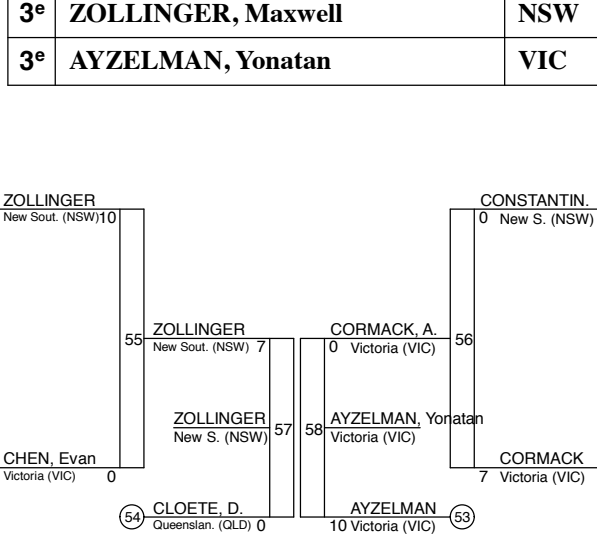 3e ZOLLINGER, Maxwell NSW
3e AYZELMAN, Yonatan VIC
ZOLLINGER
New Sout. (NSW) 10
CONSTANTIN.
0 New S. (NSW)
55
ZOLLINGER
New Sout. (NSW) 7
CORMACK, A.
0 Victoria (VIC)
56
ZOLLINGER
New S. (NSW)
57
58
AYZELMAN, Yonatan
Victoria (VIC)
CHEN, Evan
Victoria (VIC) 0
CORMACK
7 Victoria (VIC)
54
CLOETE, D.
Queenslan. (QLD) 0
AYZELMAN
10 Victoria (VIC)
53